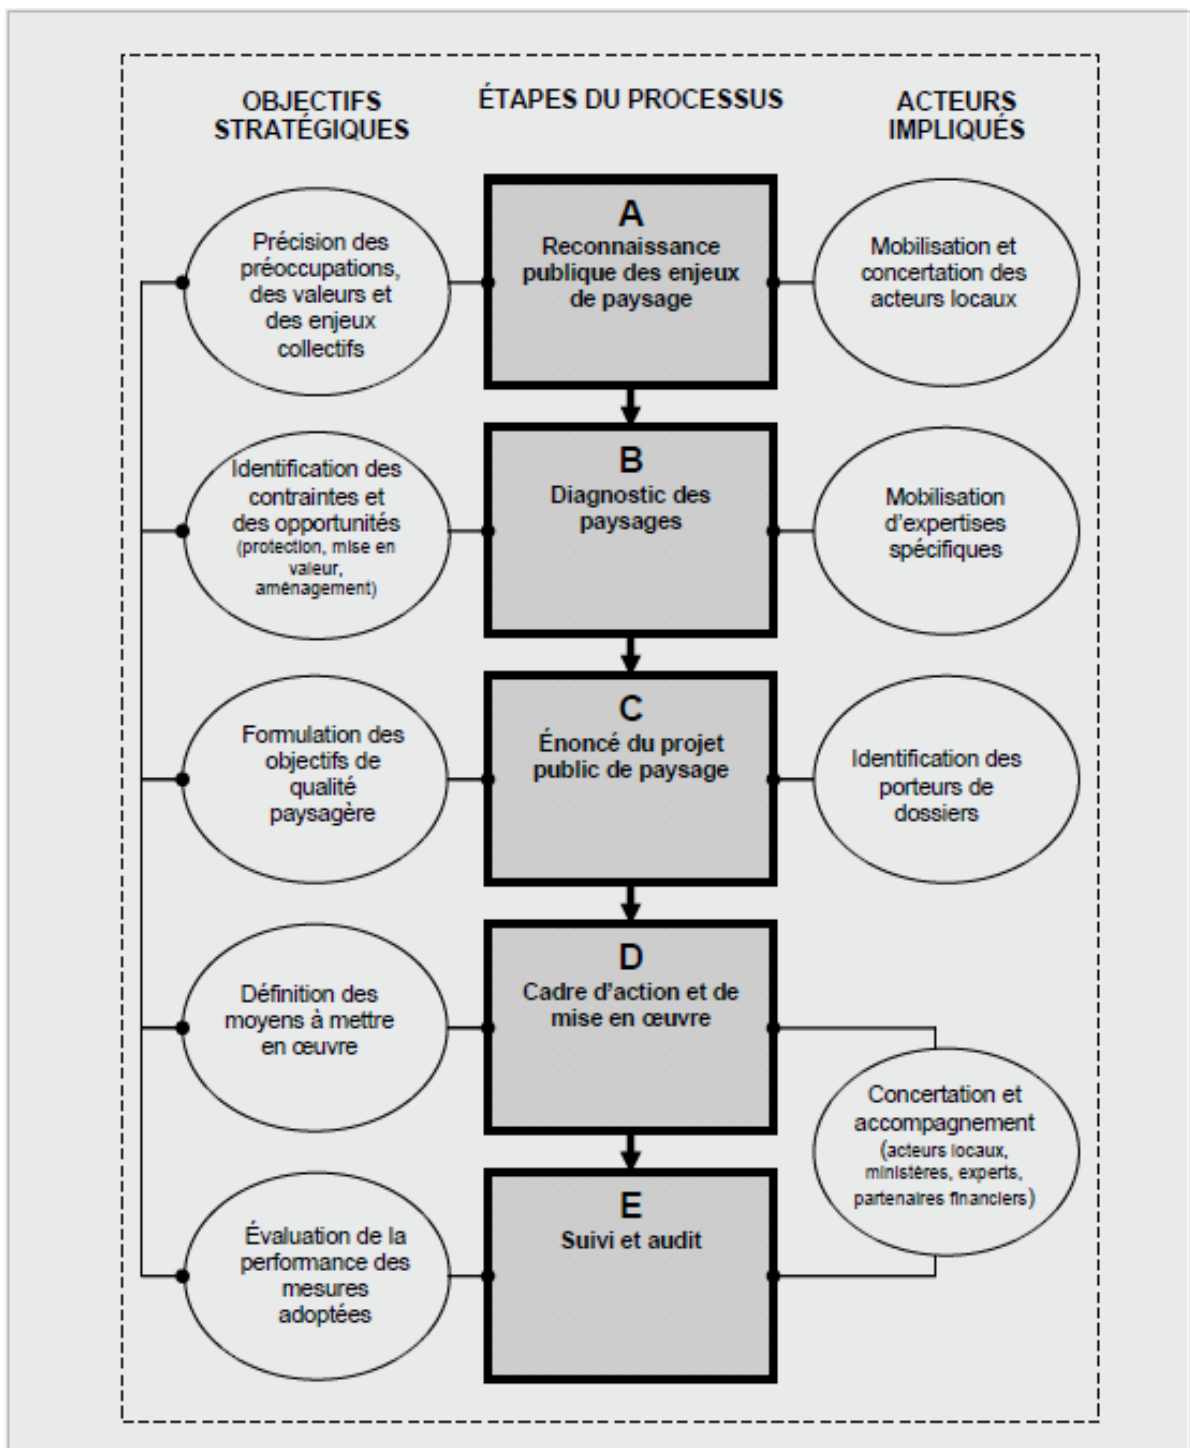 OBJECTIFS
STRATÉGIQUES
ÉTAPES DU PROCESSUS
ACTEURS
IMPLIQUÉS
Précision des
préoccupations,
des valeurs et
des enjeux
collectifs
A
Reconnaissance
publique des enjeux
de paysage
Mobilisation et
concertation des
acteurs locaux
Identification des
contraintes et
des opportunités
(protection, mise en
valeur,
aménagement)
B
Diagnostic des
paysages
Mobilisation
d'expertises
spécifiques
Formulation des
objectifs de
qualité
paysagère
C
Énoncé du projet
public de paysage
Identification des
porteurs de
dossiers
Définition des
moyens à mettre
en œuvre
D
Cadre d'action et de
mise en œuvre
Concertation et
accompagnement
(acteurs locaux,
ministères, experts,
partenaires financiers)
Évaluation de la
performance des
mesures
adoptées
E
Suivi et audit